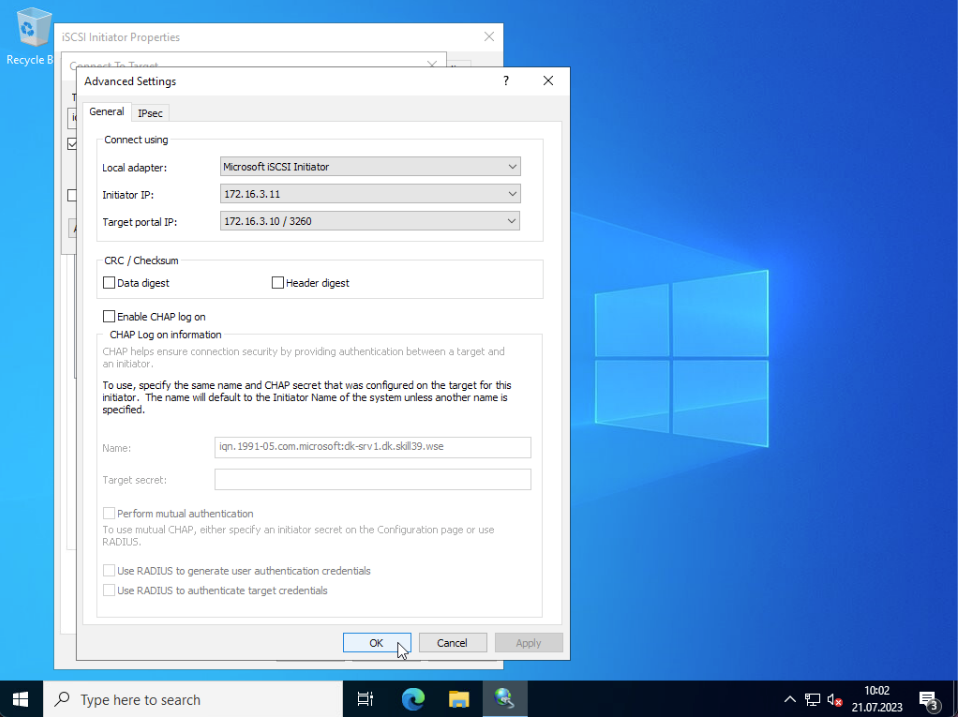 Recycle B
iSCSI Initiator Properties
Connect To Target
Advanced Settings
?
General
IPsec
Connect using
Local adapter:
Microsoft iSCSI Initiator
Initiator IP:
172.16.3.11
Target portal IP:
172.16.3.10 / 3260
CRC / Checksum
Data digest
Header digest
Enable CHAP log on
CHAP Log on information
CHAP helps ensure connection security by providing authentication between a target and
an initiator.
To use, specify the same name and CHAP secret that was configured on the target for this
initiator. The name will default to the Initiator Name of the system unless another name is
specified.
Name:
iqn.1991-05.com.microsoft:dk-srv1.dk.skill39.wse
Target secret:
Perform mutual authentication
To use mutual CHAP, either specify an initiator secret on the Configuration page or use
RADIUS.
Use RADIUS to generate user authentication credentials
Use RADIUS to authenticate target credentials
OK
Cancel
Apply
Type here to search
10:02
21.07.2023
3